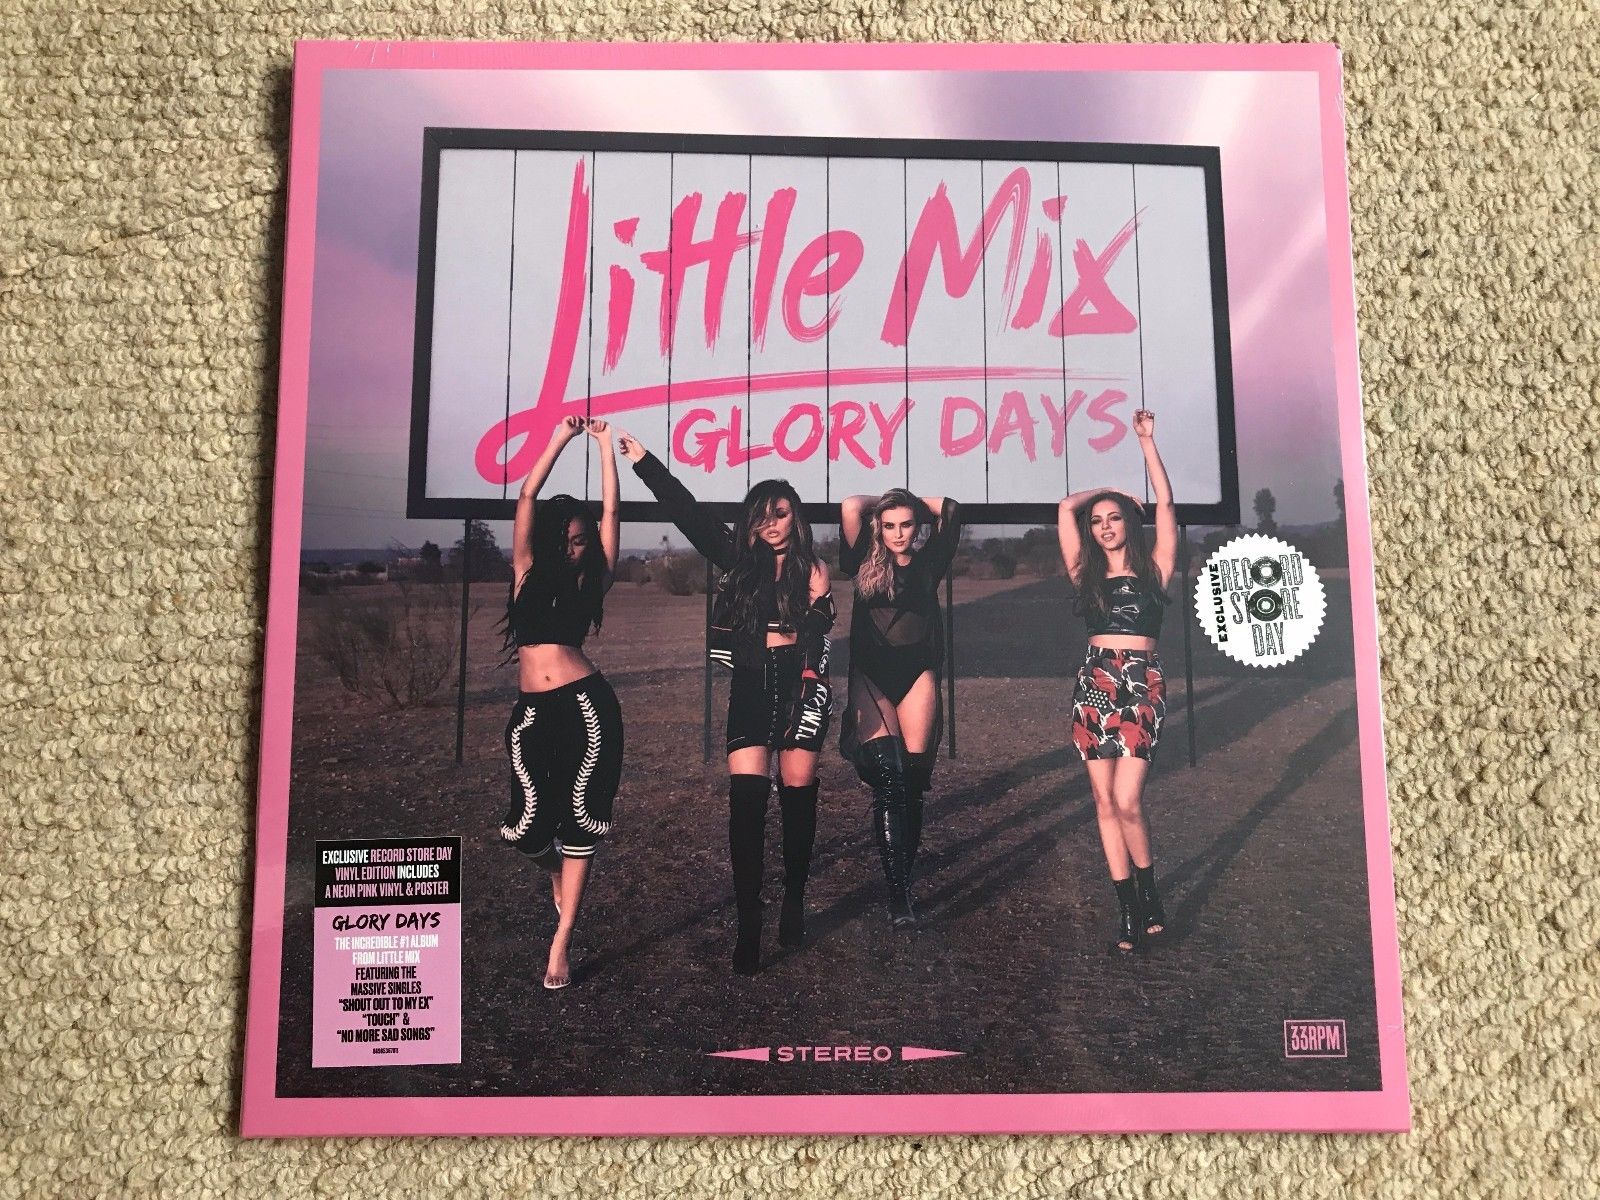 Little Mix
GLORY DAYS
EXCLUSIVE
RECORD
STORE
DAY
EXCLUSIVE RECORD STORE DAY
VINYL EDITION INCLUDES
A NEON PINK VINYL & POSTER
GLORY DAYS
THE INCREDIBLE #1 ALBUM
FROM LITTLE MIX
FEATURING THE
MASSIVE SINGLES
"SHOUT OUT TO MY EX"
"TOUCH" &
"NO MORE SAD SONGS"
STEREO
33RPM